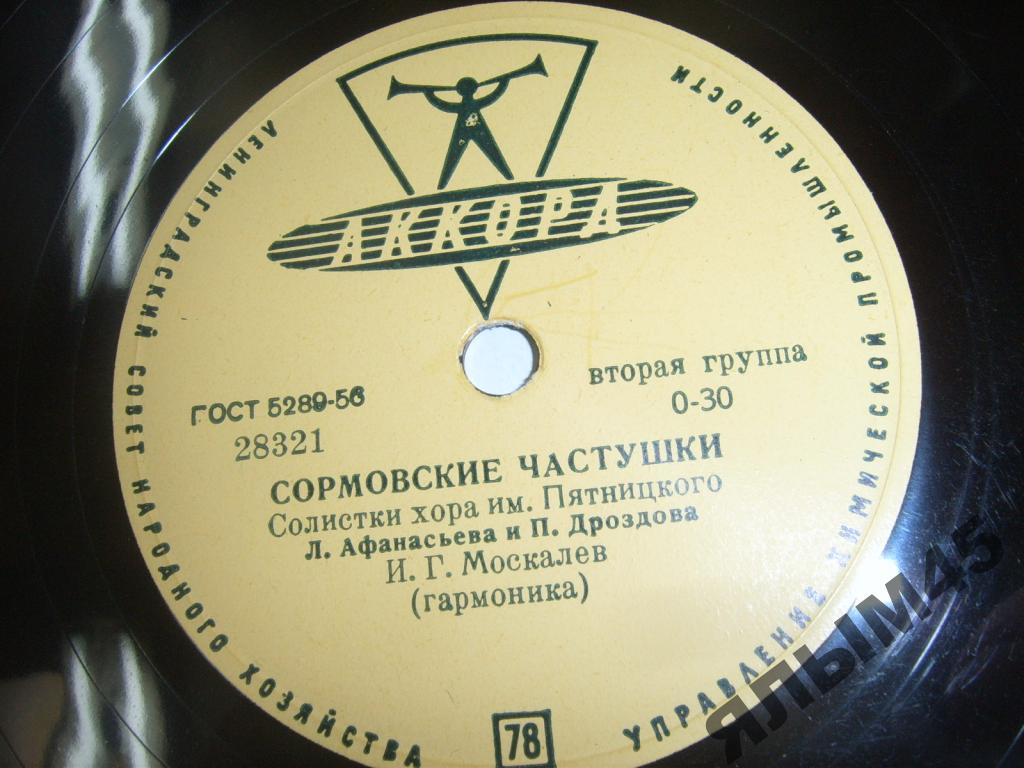 АККОРД
ЛЕНИНГРАДСКИЙ СОВЕТ НАРОДНОГО ХОЗЯЙСТВА
УПРАВЛЕНИЕ ХИМИЧЕСКОЙ ПРОМЫШЛЕННОСТИ
ГОСТ 5289-56
вторая группа
28321
0-30
СОРМОВСКИЕ ЧАСТУШКИ
Солистки хора им. Пятницкого
Л. Афанасьева и П. Дроздова
И. Г. Москалев
(гармоника)
78
ЯЛЫМ45